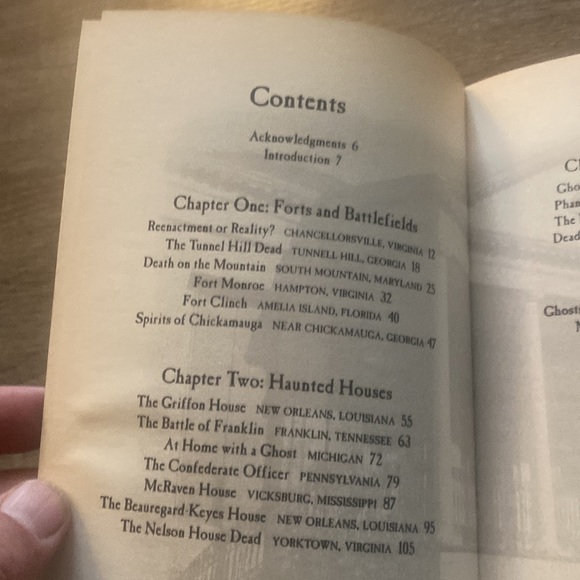 Contents
Acknowledgments 6
Introduction 7
Chapter One: Forts and Battlefields
Reenactment or Reality? CHANCELLORSVILLE, VIRGINIA 12
The Tunnel Hill Dead TUNNELL HILL, GEORGIA 18
Death on the Mountain SOUTH MOUNTAIN, MARYLAND 25
Fort Monroe HAMPTON, VIRGINIA 32
Fort Clinch AMELIA ISLAND, FLORIDA 40
Spirits of Chickamauga NEAR CHICKAMAUGA, GEORGIA 47
Chapter Two: Haunted Houses
The Griffon House NEW ORLEANS, LOUISIANA 55
The Battle of Franklin FRANKLIN, TENNESSEE 63
At Home with a Ghost MICHIGAN 72
The Confederate Officer PENNSYLVANIA 79
McRaven House VICKSBURG, MISSISSIPPI 87
The Beauregard-Keyes House NEW ORLEANS, LOUISIANA 95
The Nelson House Dead YORKTOWN, VIRGINIA 105
The
Dead